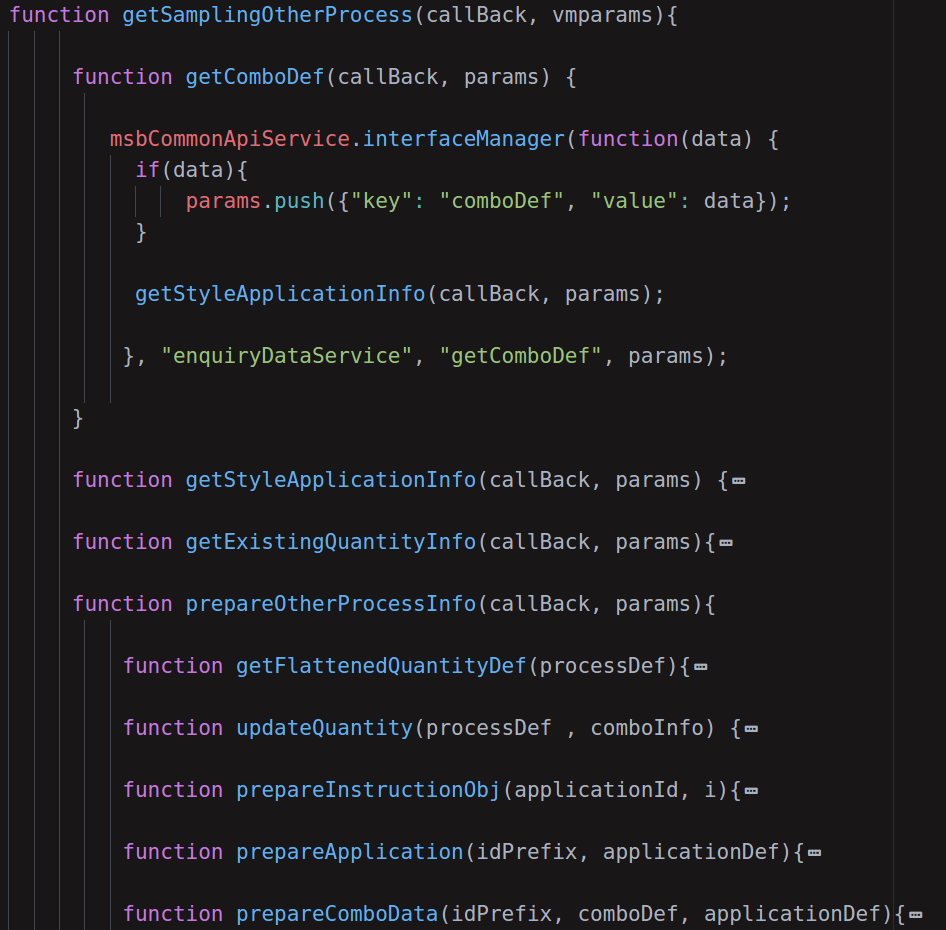 function getSamplingOtherProcess(callBack, vmparams){
function getComboDef(callBack, params) {
msbCommonApiService.interfaceManager(function(data) {
if(data){
params.push({"key": "comboDef", "value": data});
}
getStyleApplicationInfo(callBack, params);
}, "enquiryDataService", "getComboDef", params);
}
function getStyleApplicationInfo(callBack, params) {…
function getExistingQuantityInfo(callBack, params){…
function prepareOtherProcessInfo(callBack, params){
function getFlattenedQuantityDef(processDef){…
function updateQuantity(processDef , comboInfo) {…
function prepareInstructionObj(applicationId, i){…
function prepareApplication(idPrefix, applicationDef){…
function prepareComboData(idPrefix, comboDef, applicationDef){…